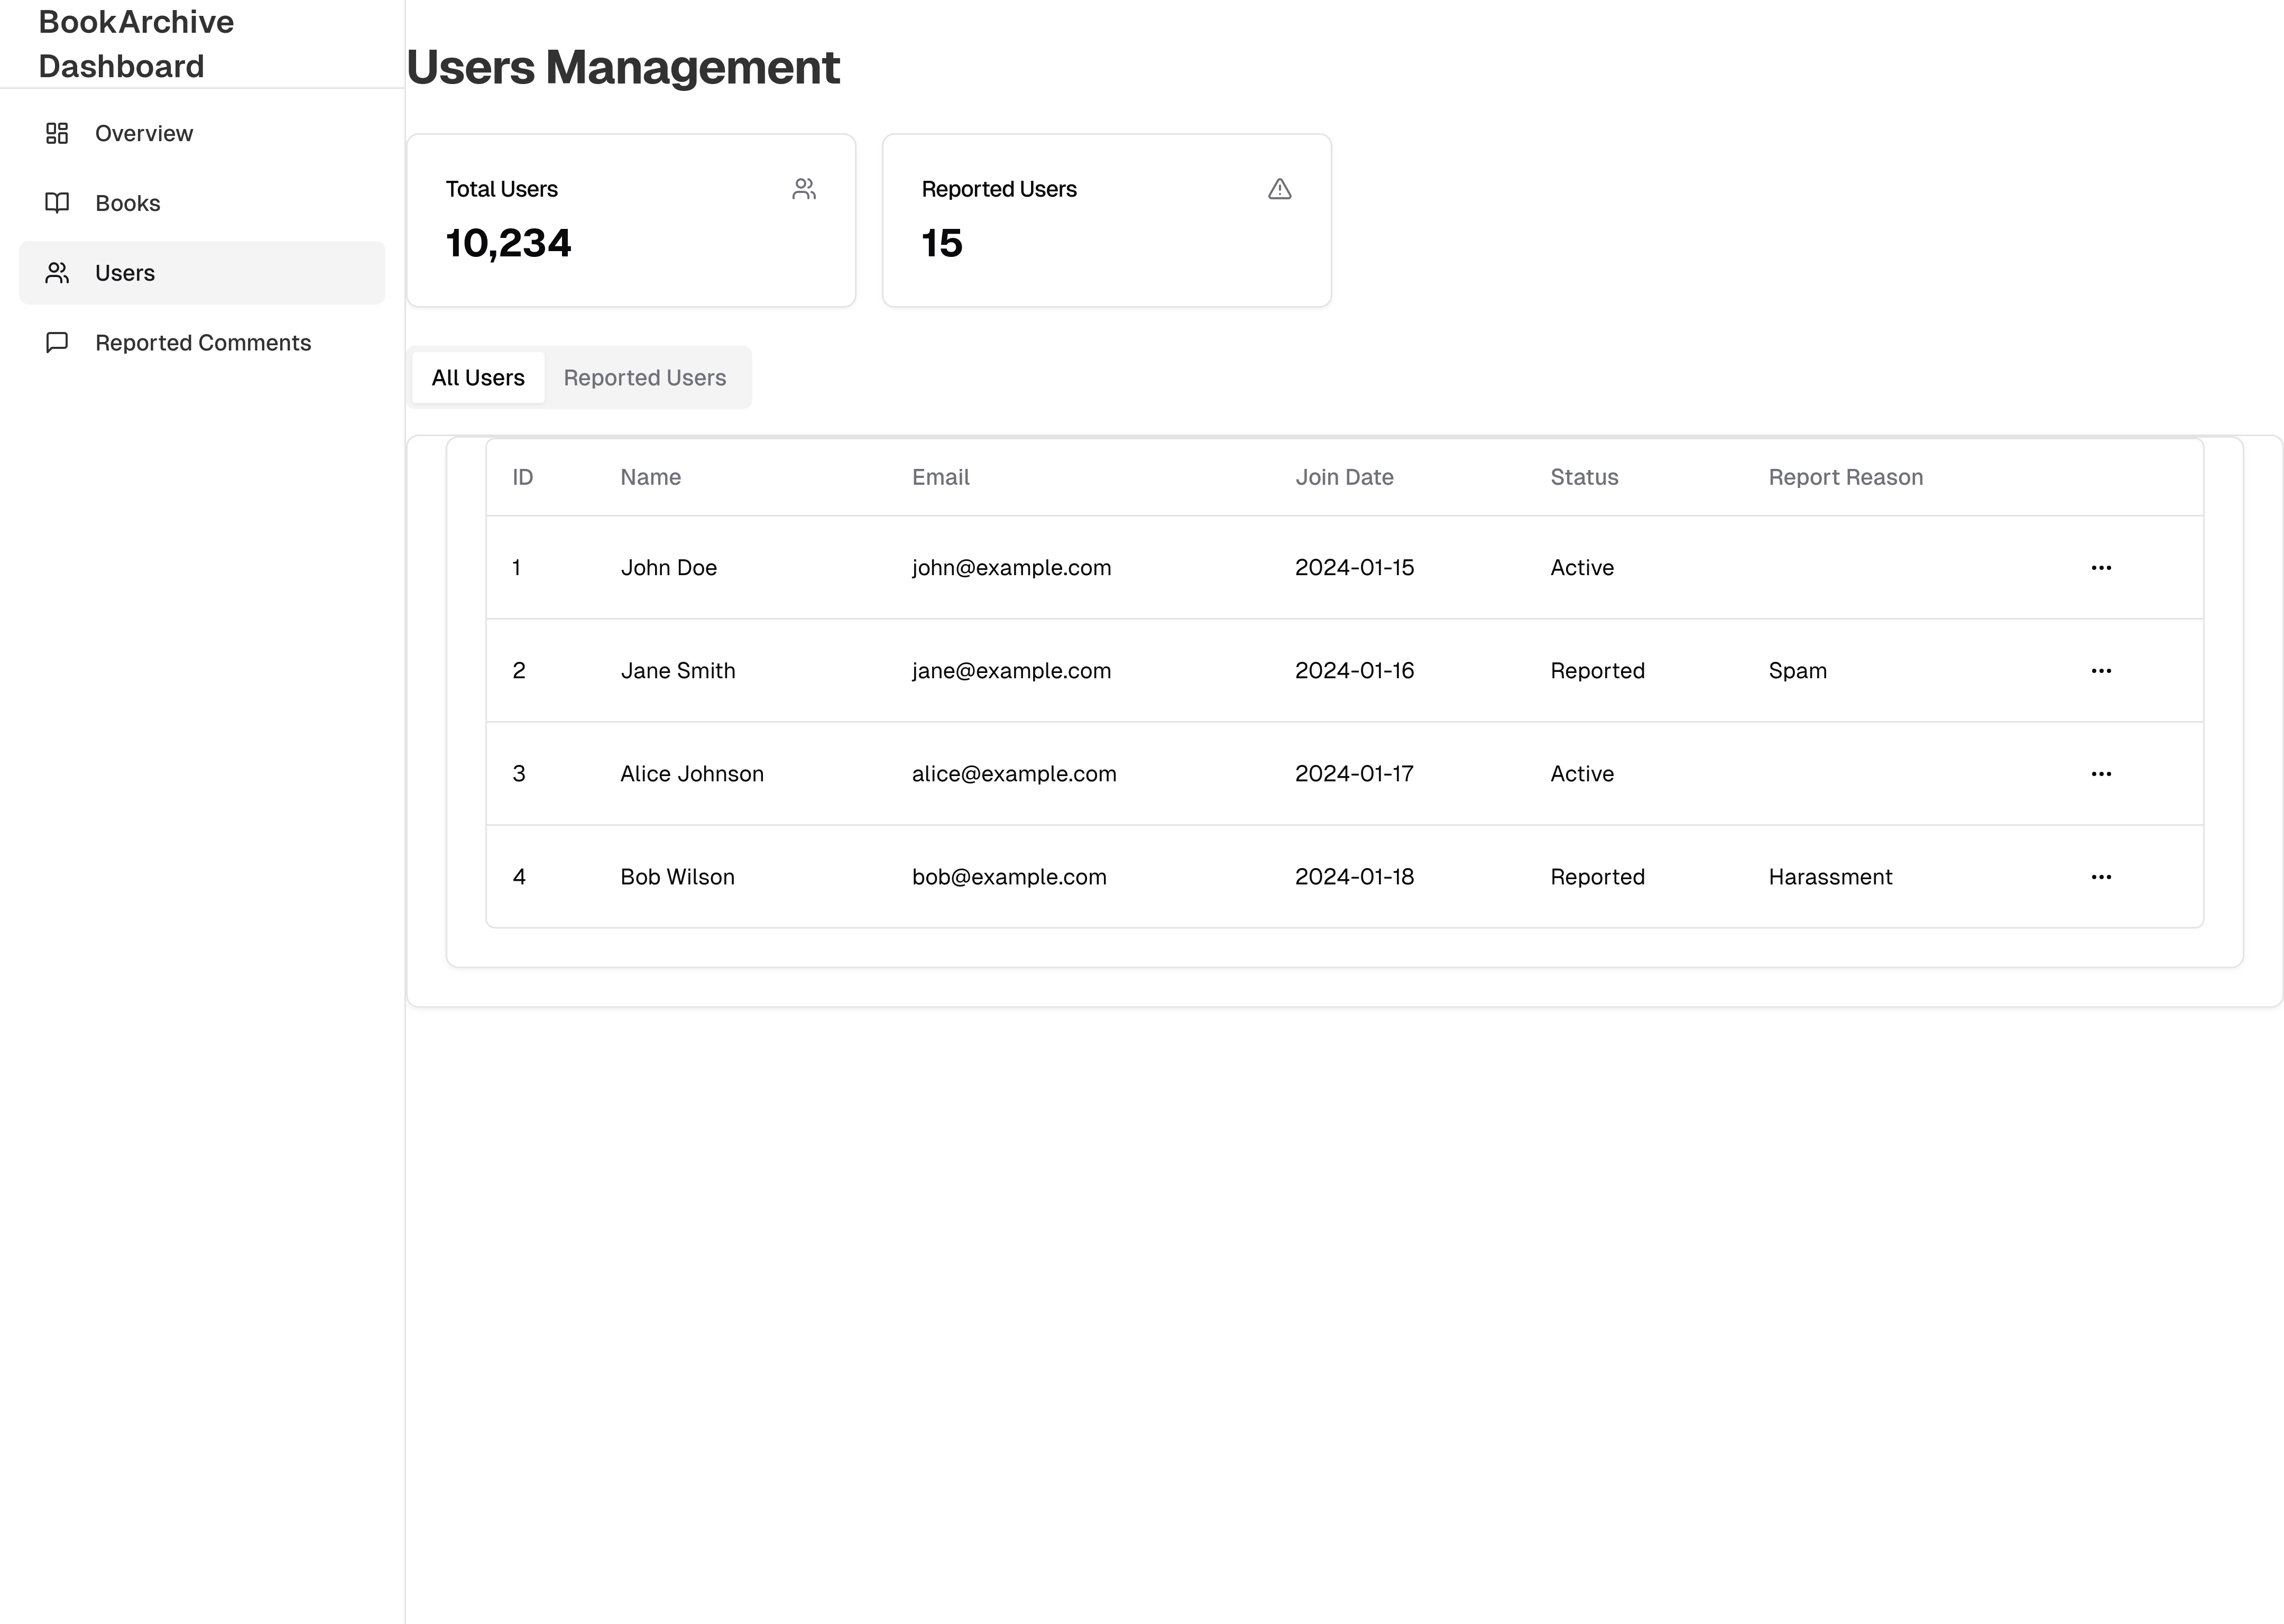 BookArchive
Dashboard
Overview
Books
Users
Reported Comments
Users Management
Total Users
10,234
Reported Users
15
All Users Reported Users
ID Name Email Join Date Status Report Reason
1 John Doe john@example.com 2024-01-15 Active
2 Jane Smith jane@example.com 2024-01-16 Reported Spam
3 Alice Johnson alice@example.com 2024-01-17 Active
4 Bob Wilson bob@example.com 2024-01-18 Reported Harassment